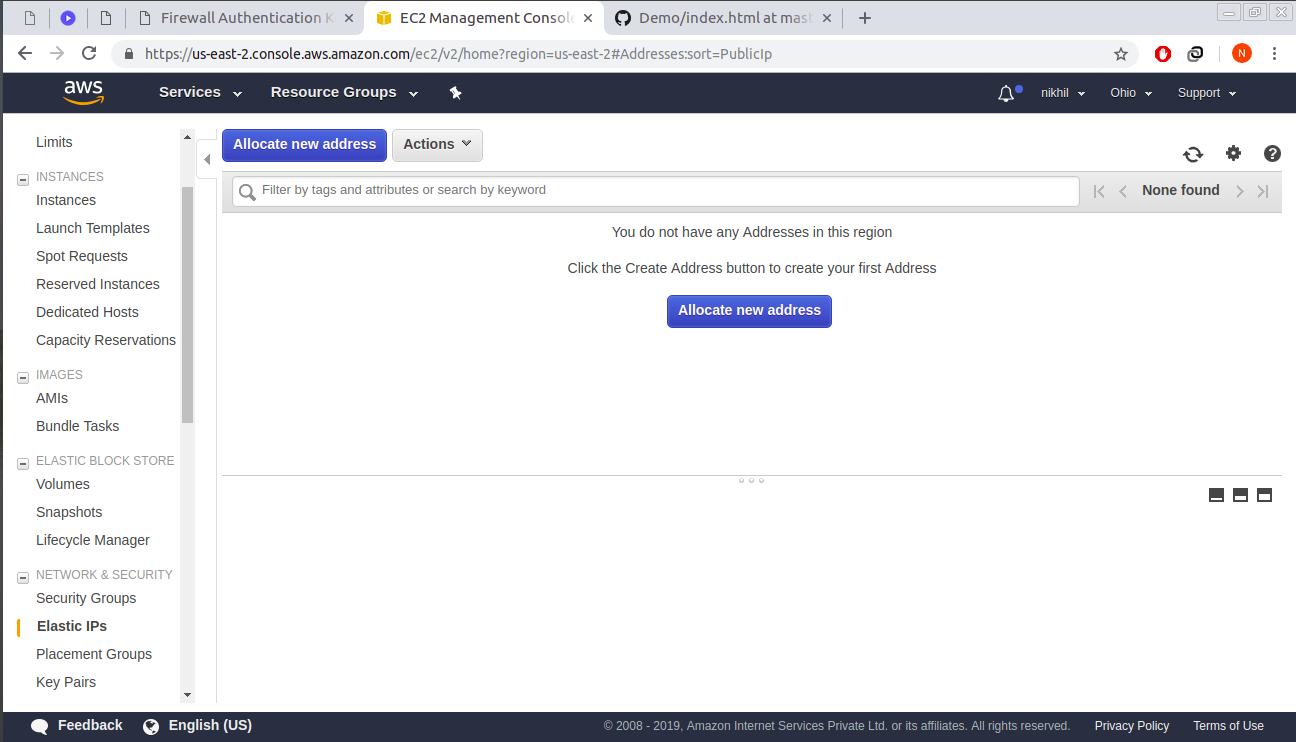 Firewall Authentication K
EC2 Management Console
Demo/index.html at mast
https://us-east-2.console.aws.amazon.com/ec2/v2/home?region=us-east-2#Addresses:sort=PublicIp
N
aws
Services
Resource Groups
nikhil
Ohio
Support
Limits
INSTANCES
Instances
Launch Templates
Spot Requests
Reserved Instances
Dedicated Hosts
Capacity Reservations
IMAGES
AMIs
Bundle Tasks
ELASTIC BLOCK STORE
Volumes
Snapshots
Lifecycle Manager
NETWORK & SECURITY
Security Groups
Elastic IPs
Placement Groups
Key Pairs
Allocate new address
Actions
Filter by tags and attributes or search by keyword
None found
You do not have any Addresses in this region
Click the Create Address button to create your first Address
Allocate new address
Feedback
English (US)
© 2008 - 2019, Amazon Internet Services Private Ltd. or its affiliates. All rights reserved.
Privacy Policy
Terms of Use